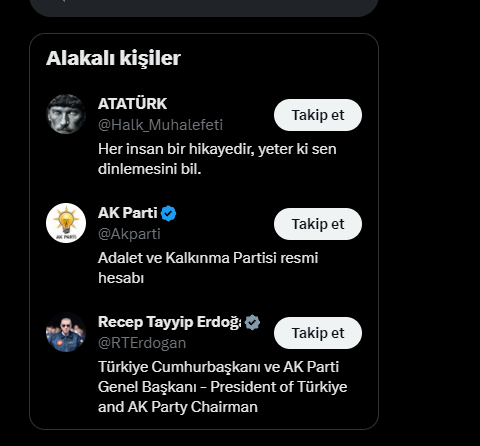 Alakalı kişiler
ATATÜRK
Takip et
@Halk_Muhalefeti
Her insan bir hikayedir, yeter ki sen
dinlemesini bil.
AK Parti
Takip et
@Akparti
AK PARTİ
Adalet ve Kalkınma Partisi resmi
hesabı
Recep Tayyip Erdoğ
Takip et
@RTErdogan
Türkiye Cumhurbaşkanı ve AK Parti
Genel Başkanı - President of Türkiye
and AK Party Chairman